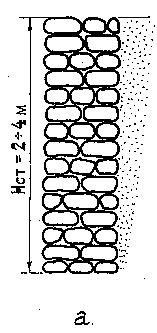 Нст = 2÷4 м
а.